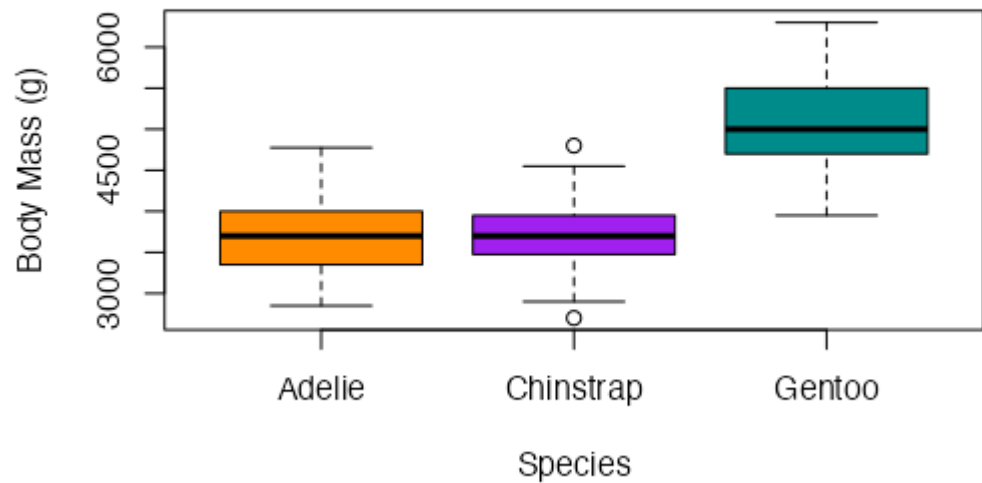 Body Mass (g)
6000
4500
3000
Adelie Chinstrap Gentoo
Species